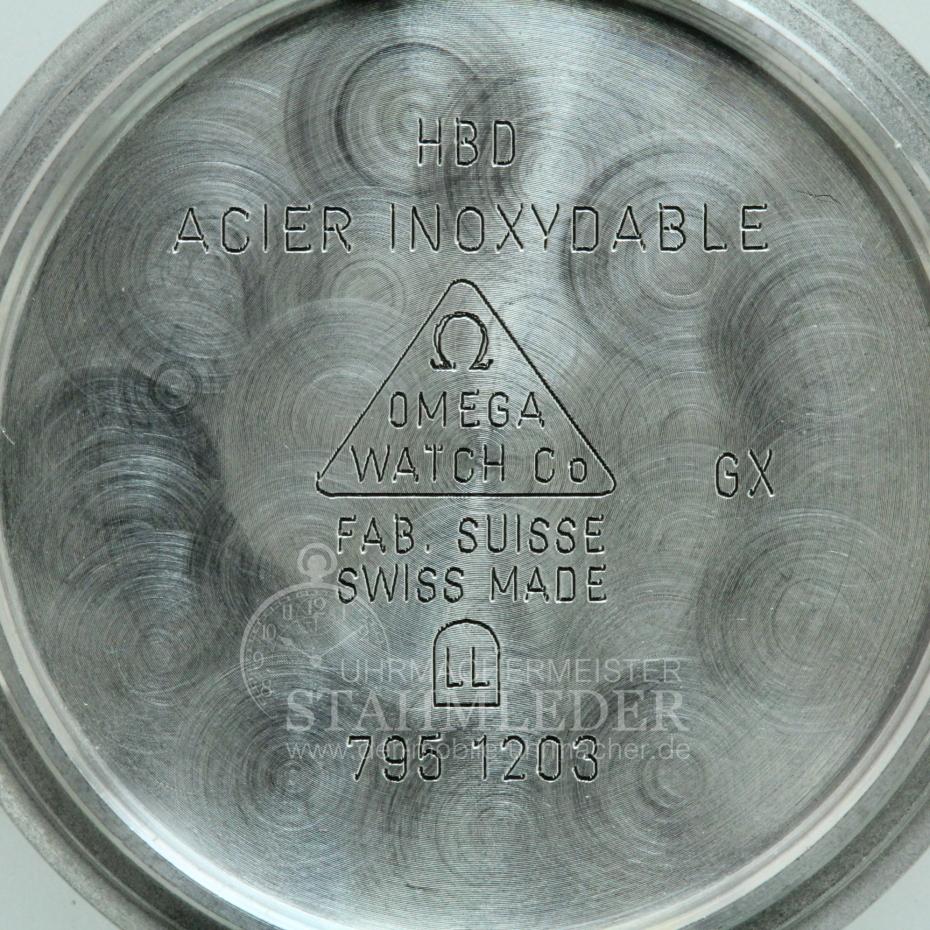 HBD
ACIER INOXYDABLE
Ω
OMEGA
WATCH Co
GX
FAB. SUISSE
SWISS MADE
LL
UHRMACHERMEISTER
STAHMLEDER
795 1203